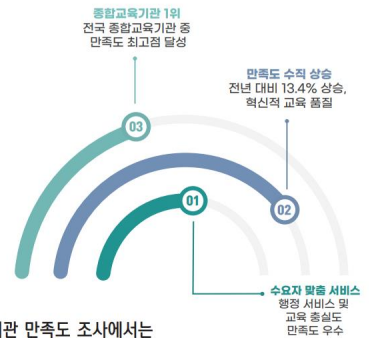 종합교육기관 1위
전국 종합교육기관 중
만족도 최고점 달성
만족도 수직 상승
전년 대비 13.4% 상승,
혁신적 교육 품질
03
02
01
수요자 맞춤 서비스
행정 서비스 및
교육 충실도
만족도 우수
만족도 조사에서는